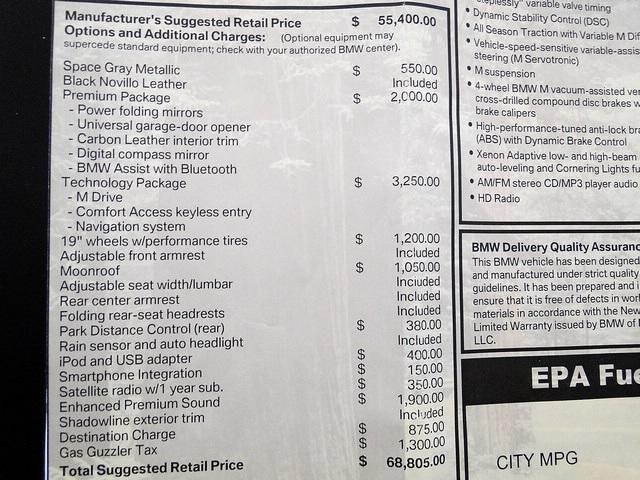 Manufacturer's Suggested Retail Price $ 55,400.00
Options and Additional Charges: (Optional equipment may
supercede standard equipment; check with your authorized BMW center).
Space Gray Metallic $ 550.00
Black Novillo Leather Included
Premium Package $ 2,000.00
- Power folding mirrors
- Universal garage-door opener
- Carbon Leather interior trim
- Digital compass mirror
- BMW Assist with Bluetooth
Technology Package $ 3,250.00
- M Drive
- Comfort Access keyless entry
- Navigation system
19" wheels w/performance tires $ 1,200.00
Adjustable front armrest Included
Moonroof $ 1,050.00
Adjustable seat width/lumbar Included
Rear center armrest Included
Folding rear-seat headrests Included
Park Distance Control (rear) $ 380.00
Rain sensor and auto headlight Included
iPod and USB adapter $ 400.00
Smartphone Integration $ 150.00
Satellite radio w/1 year sub. $ 350.00
Enhanced Premium Sound $ 1,900.00
Shadowline exterior trim Included
Destination Charge $ 875.00
Gas Guzzler Tax $ 1,300.00
Total Suggested Retail Price $ 68,805.00
variable valve timing
• Dynamic Stability Control (DSC)
• All Season Traction with Variable M
• Vehicle-speed-sensitive
steering (M Servotronic)
• M suspension
• 4-wheel BMW M vacuum-assisted
cross-drilled compound disc brakes
brake calipers
• High-performance-tuned anti-lock
(ABS) with Dynamic Brake Control
• Xenon Adaptive low- and high-beam
auto-leveling and Cornering Lights
• AM/FM stereo CD/MP3 player audio
• HD Radio
BMW Delivery Quality
This BMW vehicle has been designed
and manufactured under strict quality
guidelines. It has been prepared and
ensure that it is free of defects in
materials in accordance with the New
Limited Warranty issued by BMW of
LLC.
EPA
CITY MPG